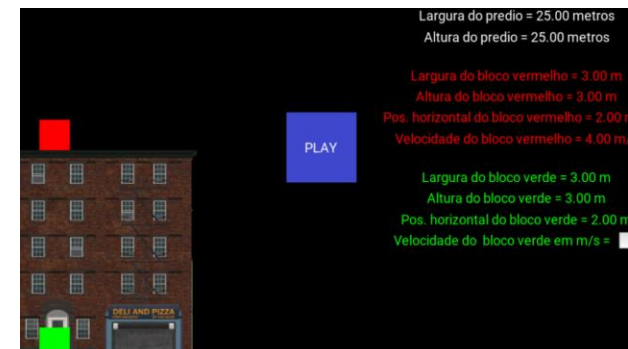 Largura do predio = 25.00 metros
Altura do predio = 25.00 metros
Largura do bloco vermelho = 3.00 m
Altura do bloco vermelho = 3.00 m
Pos. horizontal do bloco vermelho = 2.00 m
Velocidade do bloco vermelho = 4.00 m/
PLAY
Largura do bloco verde = 3.00 m
Altura do bloco verde = 3.00 m
Pos. horizontal do bloco verde = 2.00 m
Velocidade do bloco verde em m/s =
DELI AND PIZZA